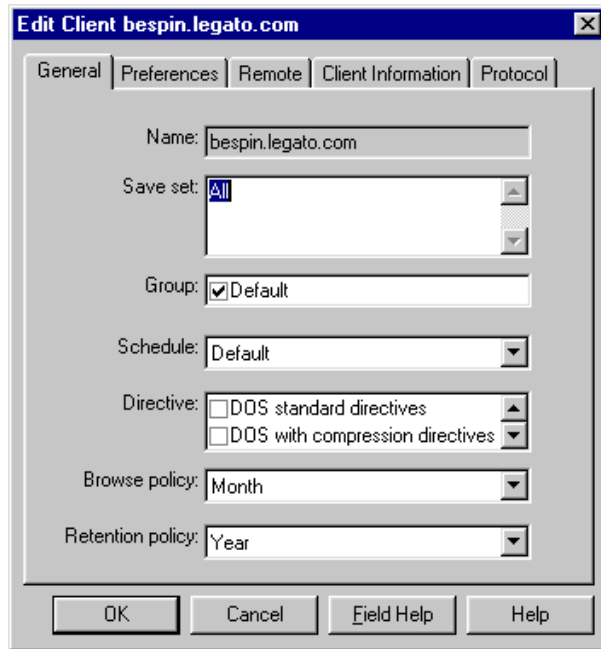 Edit Client bespin.legato.com
General Preferences Remote Client Information Protocol
Name: bespin.legato.com
Save set: All
Group: Default
Schedule: Default
Directive: DOS standard directives
DOS with compression directives
Browse policy: Month
Retention policy: Year
OK Cancel Field Help Help